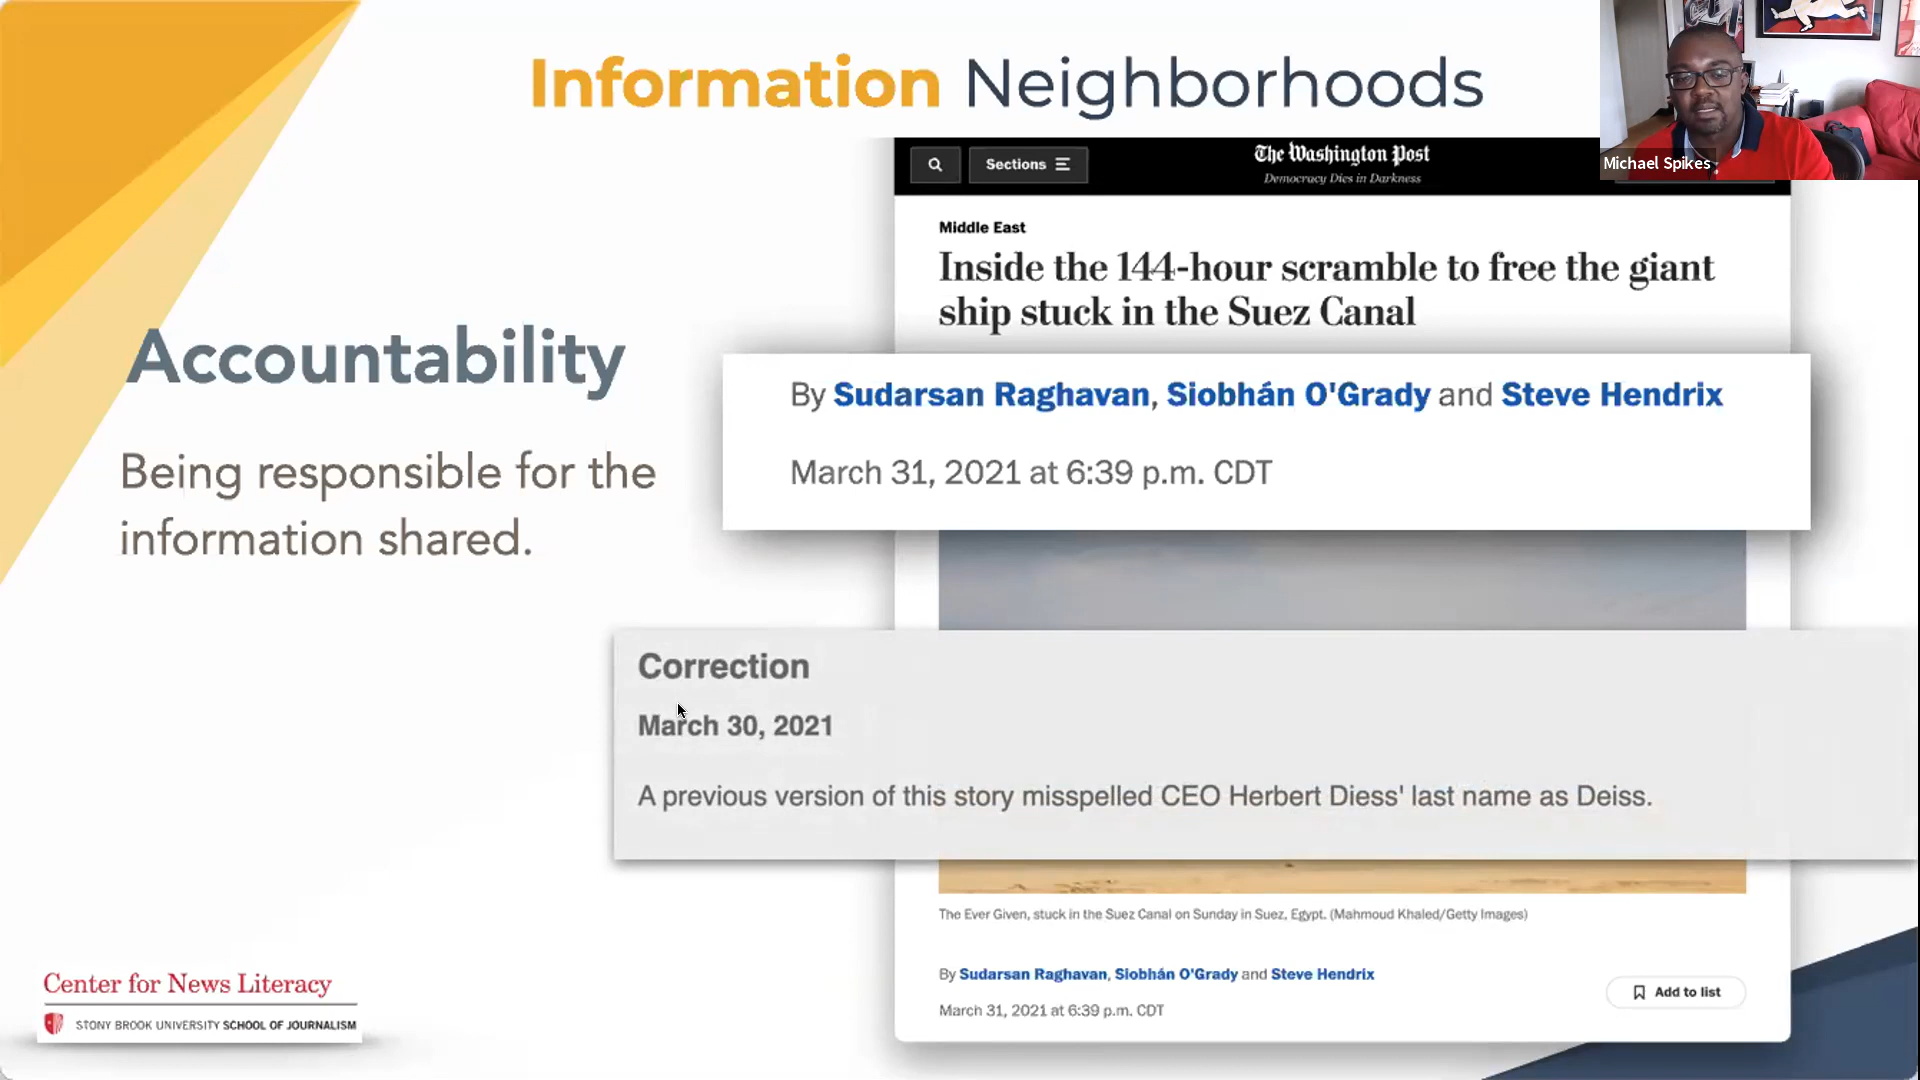 Information Neighborhoods
Michael Spikes
Sections
The Washington Post
Democracy Dies in Darkness
Middle East
Inside the 144-hour scramble to free the giant
ship stuck in the Suez Canal
Accountability
Being responsible for the
information shared.
By Sudarsan Raghavan, Siobhán O'Grady and Steve Hendrix
March 31, 2021 at 6:39 p.m. CDT
Correction
March 30, 2021
A previous version of this story misspelled CEO Herbert Diess' last name as Deiss.
The Ever Given, stuck in the Suez Canal on Sunday in Suez, Egypt. (Mahmoud Khaled/Getty Images)
By Sudarsan Raghavan, Siobhán O'Grady and Steve Hendrix
March 31, 2021 at 6:39 p.m. CDT
Add to list
Center for News Literacy
STONY BROOK UNIVERSITY SCHOOL OF JOURNALISM